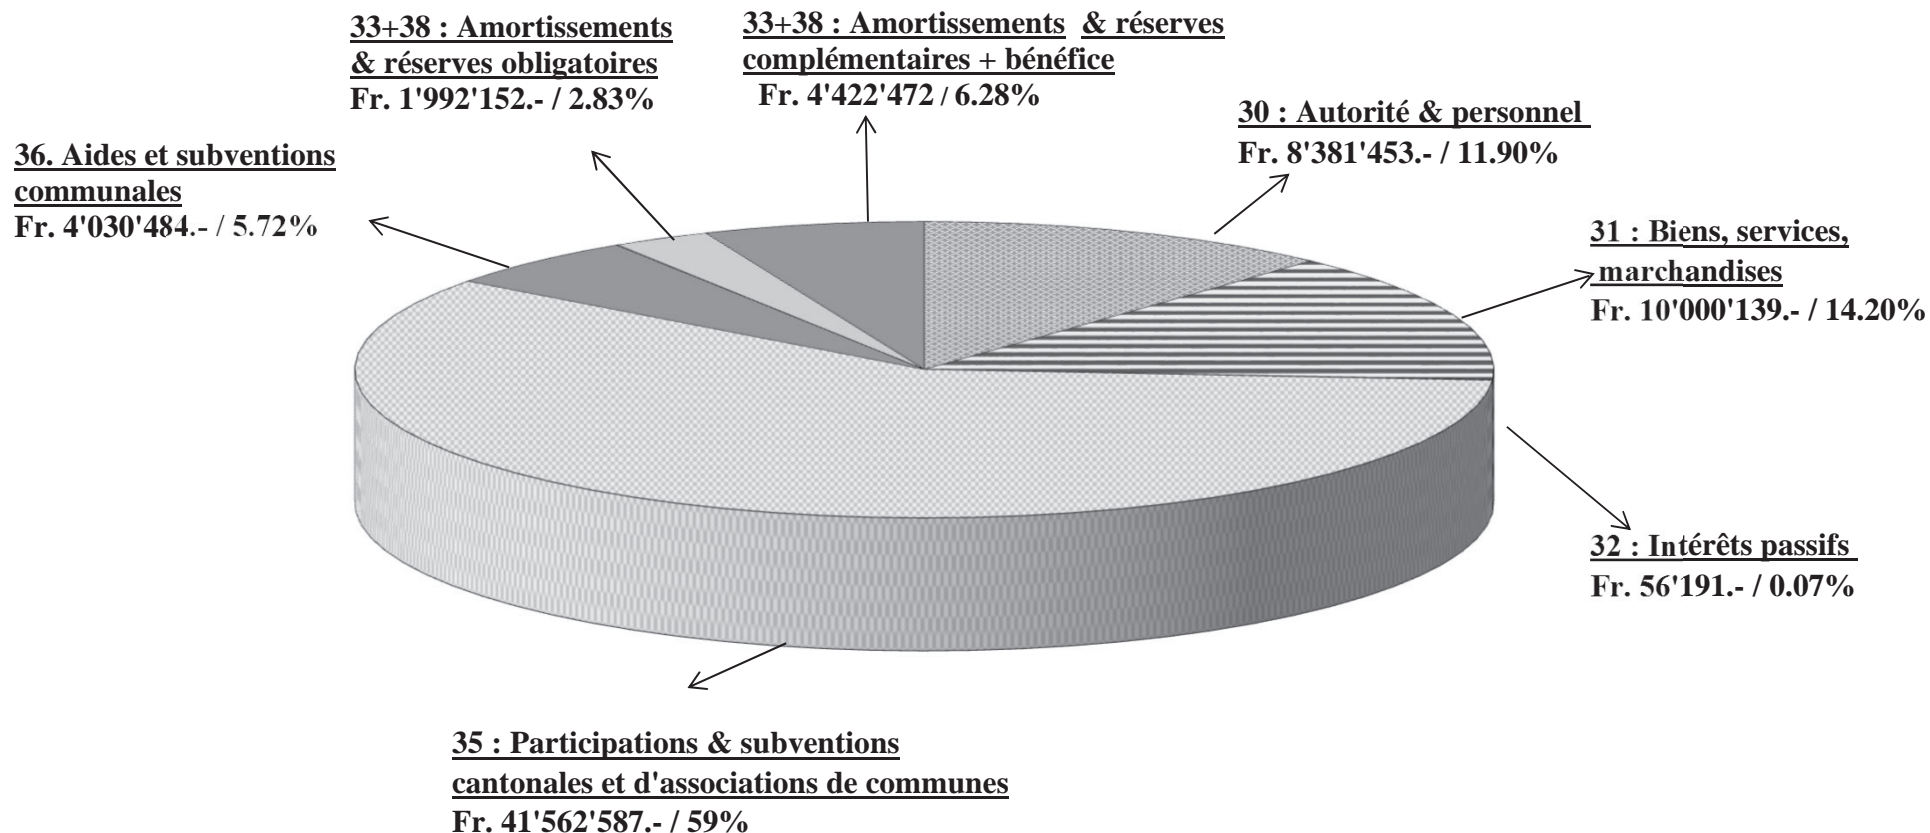 33+38 : Amortissements
& réserves obligatoires
Fr. 1'992'152.- / 2.83%
33+38 : Amortissements & réserves
complémentaires + bénéfice
Fr. 4'422'472 / 6.28%
30 : Autorité & personnel
Fr. 8'381'453.- / 11.90%
36. Aides et subventions
communales
Fr. 4'030'484.- / 5.72%
31 : Biens, services,
marchandises
Fr. 10'000'139.- / 14.20%
32 : Intérêts passifs
Fr. 56'191.- / 0.07%
35 : Participations & subventions
cantonales et d'associations de communes
Fr. 41'562'587.- / 59%